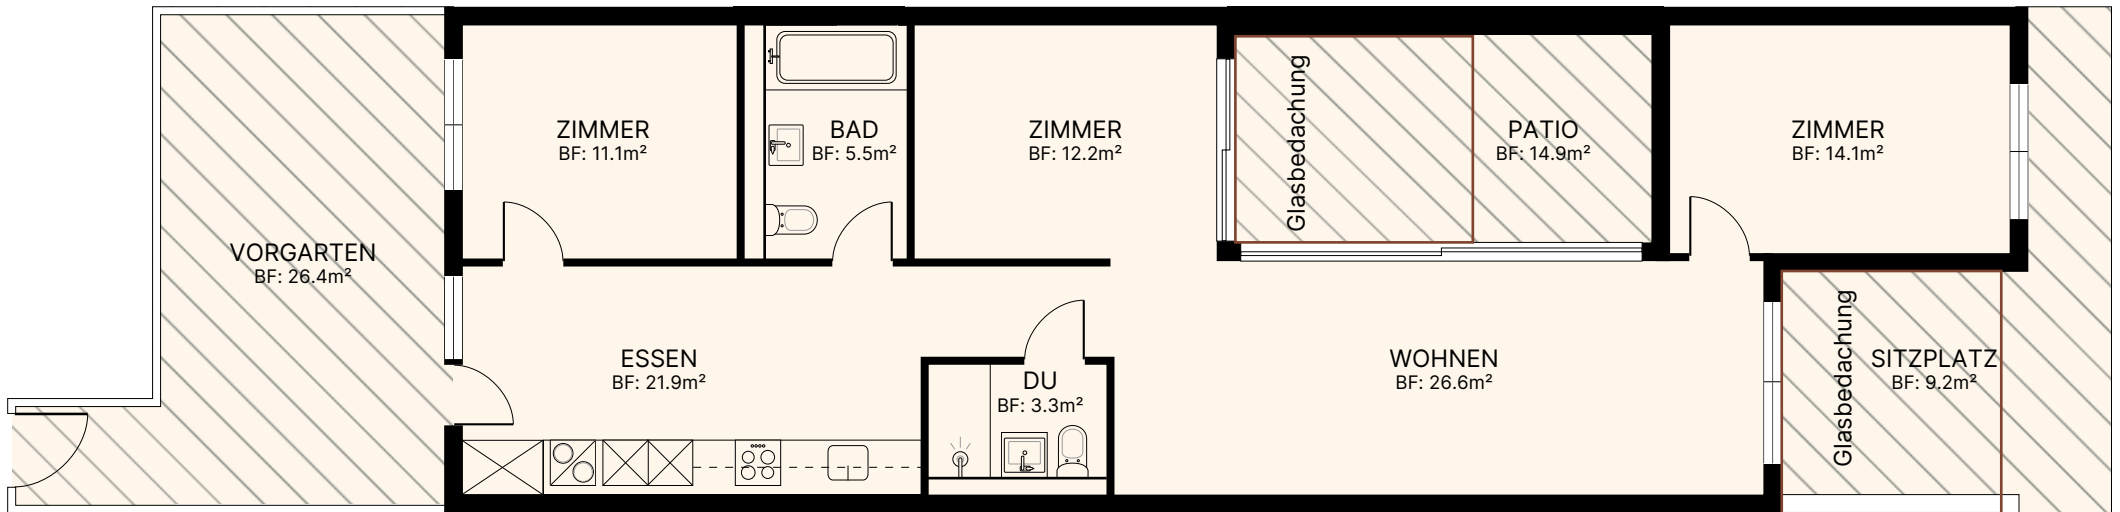 VORGARTEN
BF: 26.4m²
ZIMMER
BF: 11.1m²
BAD
BF: 5.5m²
ZIMMER
BF: 12.2m²
Glasbedachung
PATIO
BF: 14.9m²
ZIMMER
BF: 14.1m²
ESSEN
BF: 21.9m²
DU
BF: 3.3m²
WOHNEN
BF: 26.6m²
Glasbedachung
SITZPLATZ
BF: 9.2m²